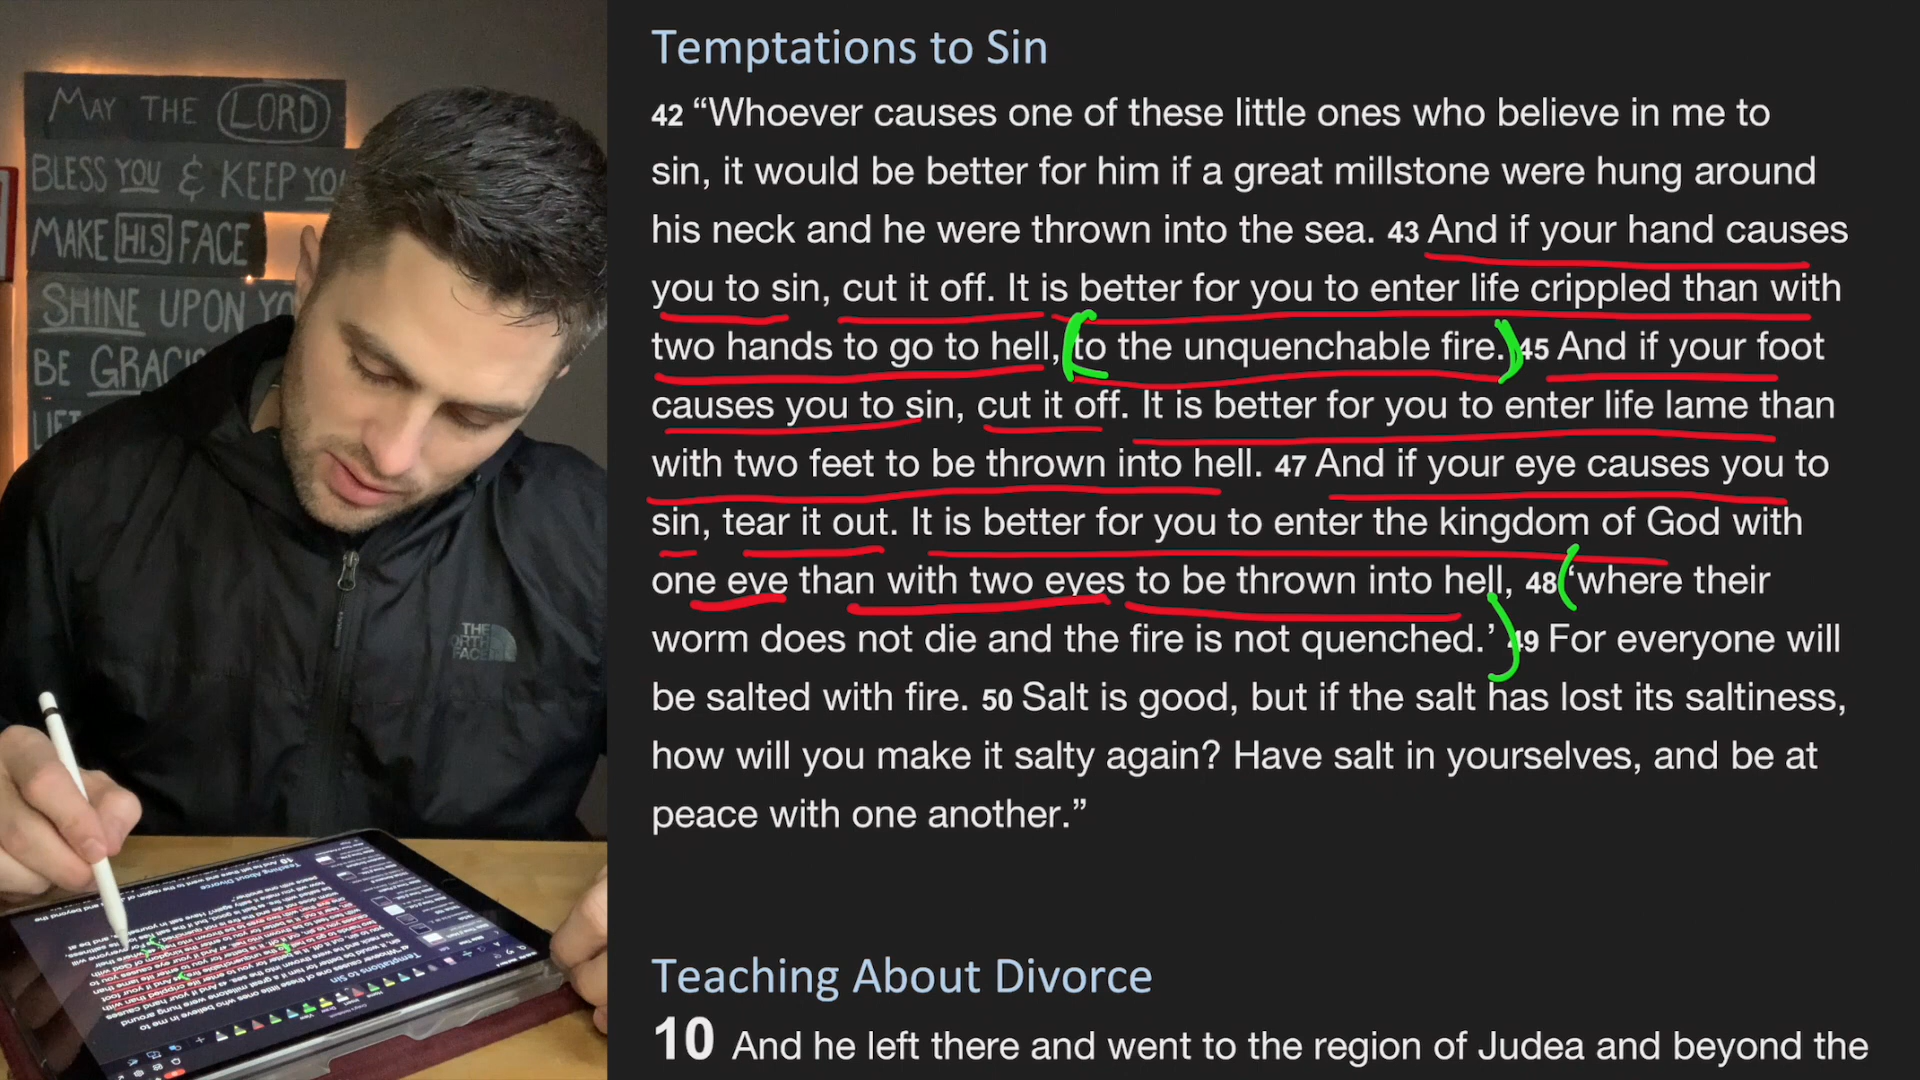 MAY THE LORD
BLESS YOU & KEEP YO
MAKE HIS FACE
SHINE UPON YO
BE GRACI
LIFT
THE
NORTH
FACE
Temptations to Sin
42 “Whoever causes one of these little ones who believe in me to
sin, it would be better for him if a great millstone were hung around
his neck and he were thrown into the sea. 43 And if your hand causes
you to sin, cut it off. It is better for you to enter life crippled than with
two hands to go to hell, to the unquenchable fire. 45 And if your foot
causes you to sin, cut it off. It is better for you to enter life lame than
with two feet to be thrown into hell. 47 And if your eye causes you to
sin, tear it out. It is better for you to enter the kingdom of God with
one eye than with two eyes to be thrown into hell, 48 ‘where their
worm does not die and the fire is not quenched.’ 49 For everyone will
be salted with fire. 50 Salt is good, but if the salt has lost its saltiness,
how will you make it salty again? Have salt in yourselves, and be at
peace with one another.”
Teaching About Divorce
10 And he left there and went to the region of Judea and beyond the